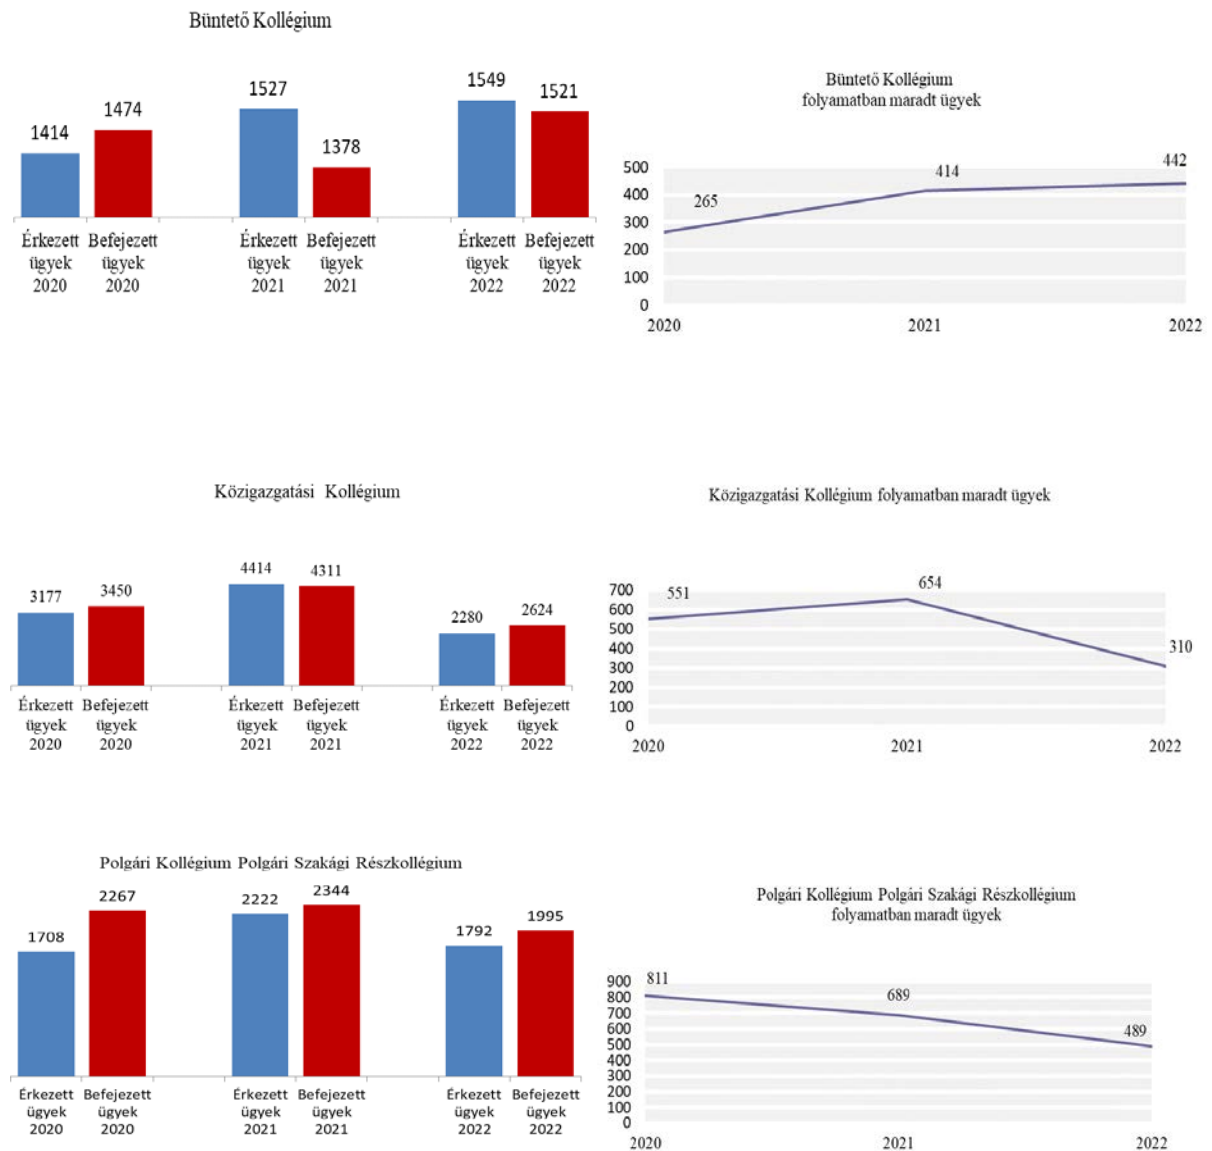 Büntető Kollégium
1414
1474
1527
1378
1549
1521
Érkezett Befejezett Érkezett Befejezett Érkezett Befejezett
ügyek ügyek ügyek ügyek ügyek ügyek
2020 2020 2021 2021 2022 2022
Büntető Kollégium
folyamatban maradt ügyek
500
400
300
200
100
0
265
414
442
2020 2021 2022
Közigazgatási Kollégium
3177
3450
4414
4311
2280
2624
Érkezett Befejezett Érkezett Befejezett Érkezett Befejezett
ügyek ügyek ügyek ügyek ügyek ügyek
2020 2020 2021 2021 2022 2022
Közigazgatási Kollégium folyamatban maradt ügyek
700
600
500
400
300
200
100
0
551
654
310
2020 2021 2022
Polgári Kollégium Polgári Szakági Részkollégium
1708
2267
2222
2344
1792
1995
Érkezett Befejezett Érkezett Befejezett Érkezett Befejezett
ügyek ügyek ügyek ügyek ügyek ügyek
2020 2020 2021 2021 2022 2022
Polgári Kollégium Polgári Szakági Részkollégium
folyamatban maradt ügyek
900
800
700
600
500
400
300
200
100
0
811
689
489
2020 2021 2022